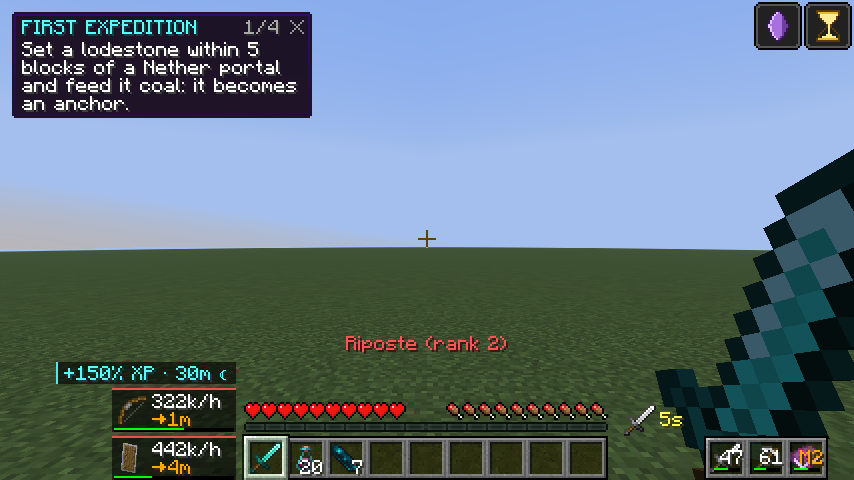 FIRST EXPEDITION 1/4 X
Set a lodestone within 5
blocks of a Nether portal
and feed it coal: it becomes
an anchor.
Riposte (rank 2)
+150% XP · 30m
322k/h
→1m
442k/h
→4m
20
7
5s
47
61
M2